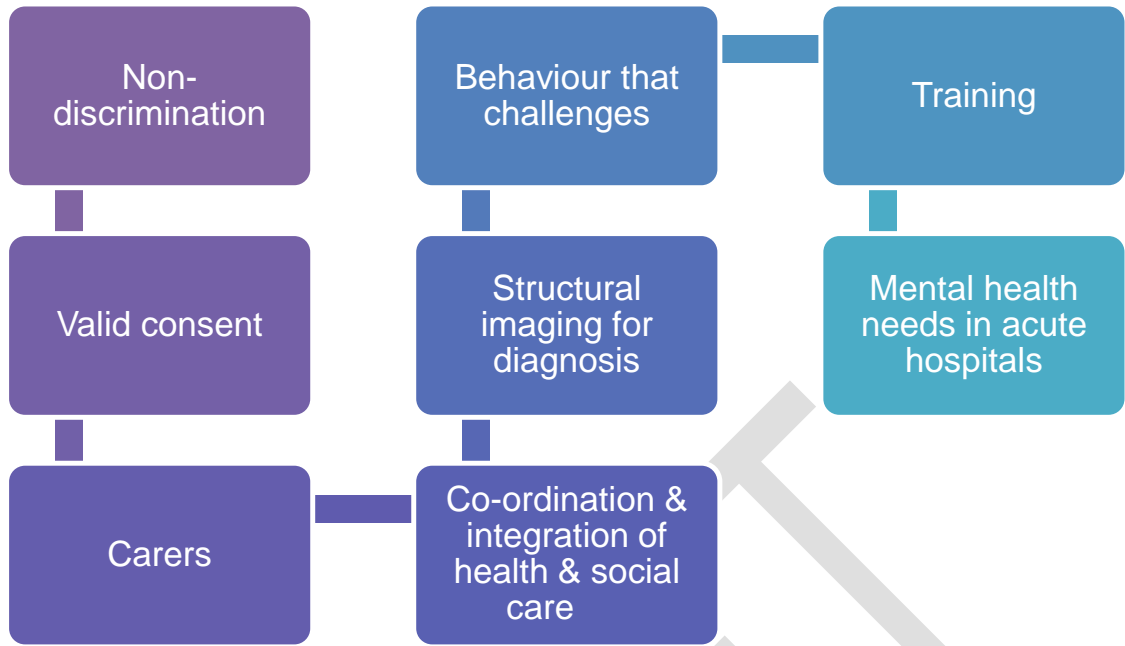 Non-
discrimination
Valid consent
Carers
Co-ordination &
integration of
health & social
care
Structural
imaging for
diagnosis
Behaviour that
challenges
Training
Mental health
needs in acute
hospitals